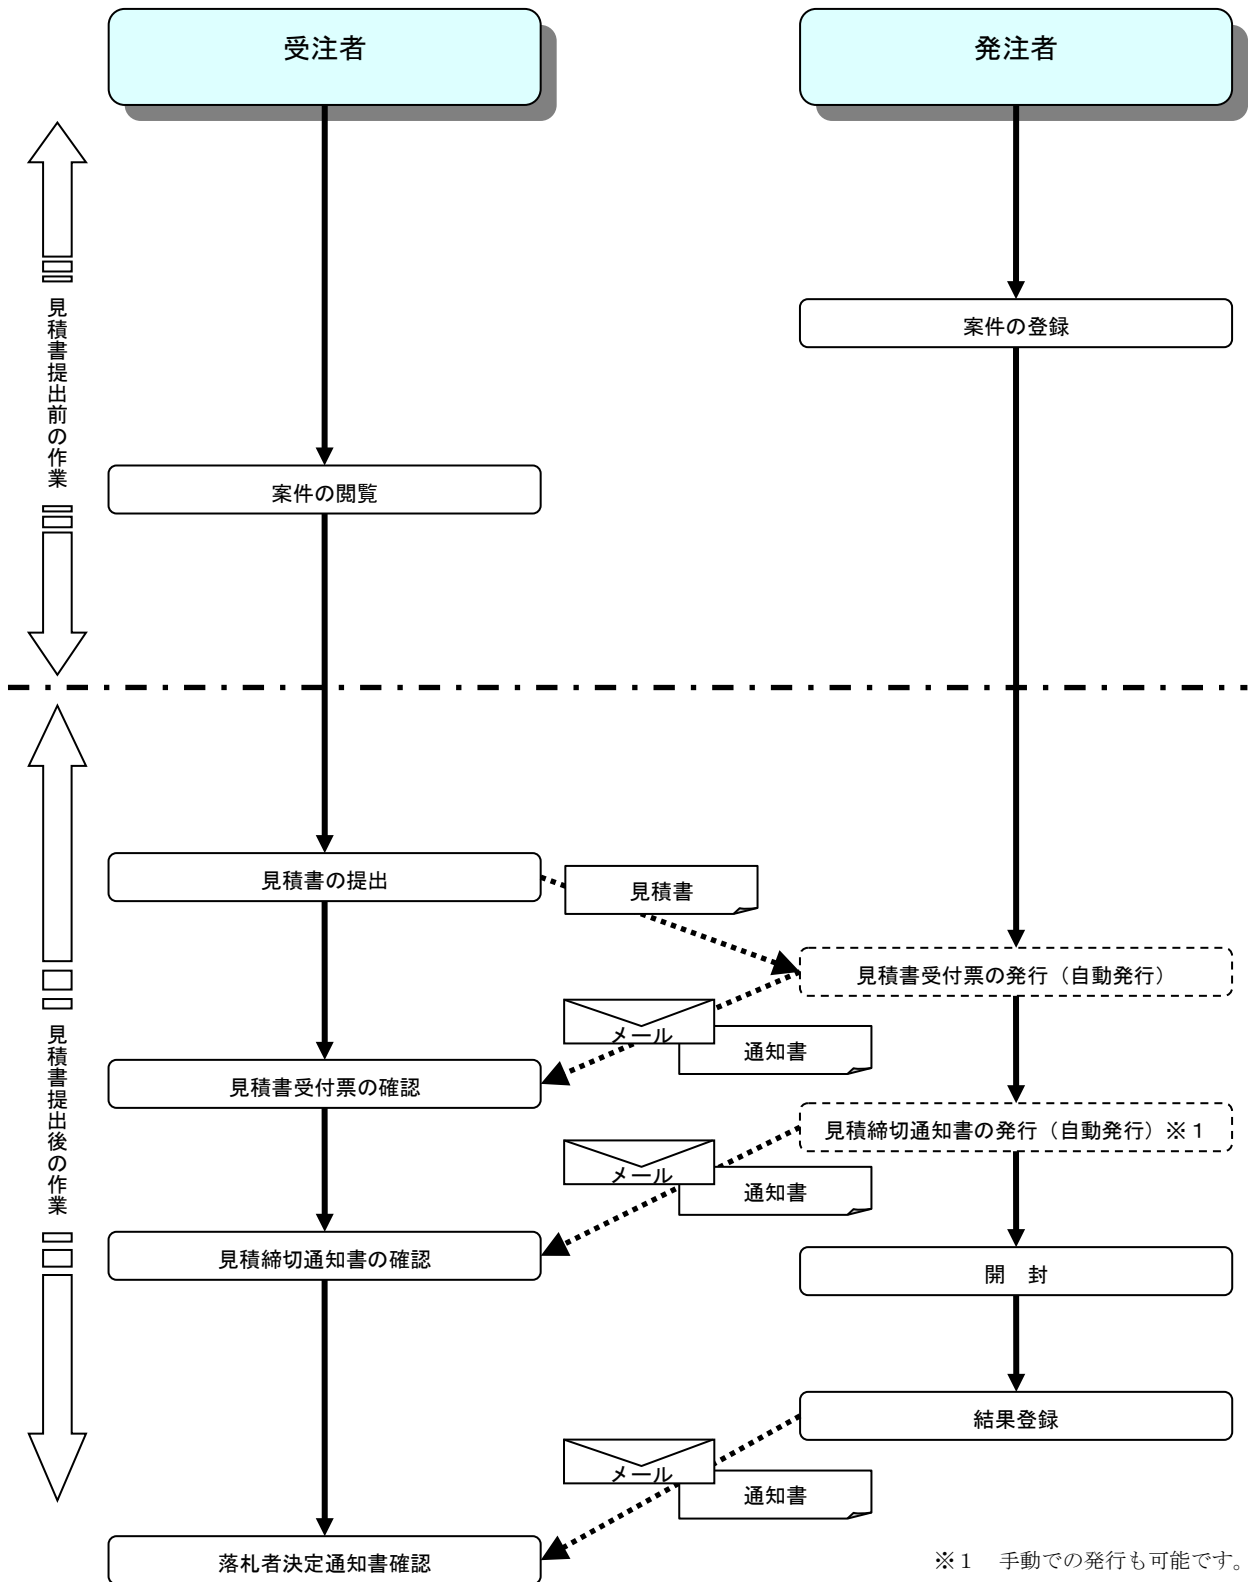 受注者
発注者
案件の登録
見積書提出前の作業
案件の閲覧
見積書の提出
見積書
見積書受付票の発行（自動発行）
メール
通知書
見積書受付票の確認
見積締切通知書の発行（自動発行）※１
メール
通知書
見積書提出後の作業
見積締切通知書の確認
開　封
結果登録
メール
通知書
落札者決定通知書確認
※１　手動での発行も可能です。